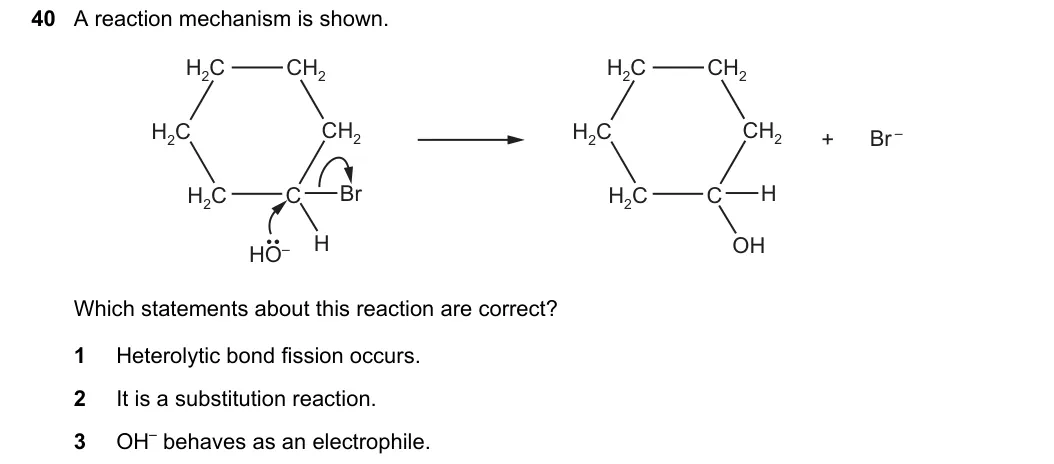 40 A reaction mechanism is shown.
H₂C CH₂ H₂C CH₂
H₂C CH₂ H₂C CH₂ + Br⁻
H₂C C Br H₂C C H
HÖ⁻ H OH
Which statements about this reaction are correct?
1 Heterolytic bond fission occurs.
2 It is a substitution reaction.
3 OH⁻ behaves as an electrophile.